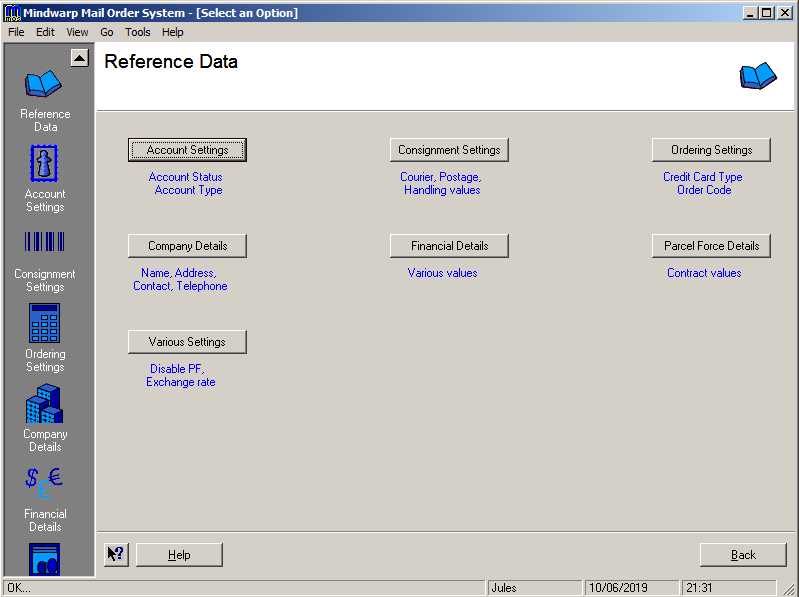 Mindwarp Mail Order System - [Select an Option]
File Edit View Go Tools Help
Reference Data
Reference
Data
Account
Settings
Consignment
Settings
Ordering
Settings
Company
Details
$ £ €
Financial
Details
Account Settings
Account Status
Account Type
Consignment Settings
Courier, Postage,
Handling values
Ordering Settings
Credit Card Type
Order Code
Company Details
Name, Address,
Contact, Telephone
Financial Details
Various values
Parcel Force Details
Contract values
Various Settings
Disable PF,
Exchange rate
?
Help
Back
OK...
Jules
10/06/2019
21:31